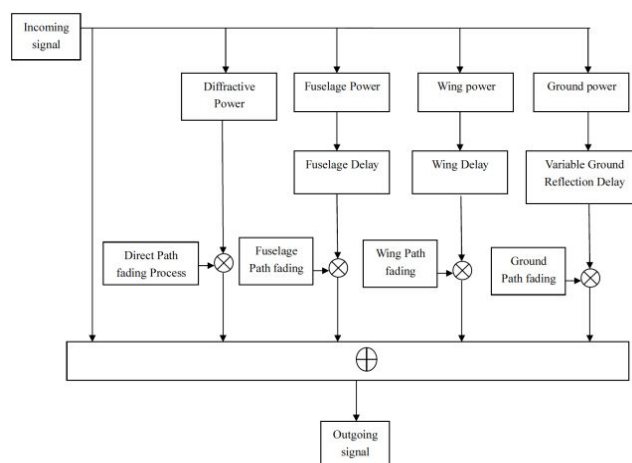 Incoming
signal
Diffractive
Power
Fuselage Power
Wing power
Ground power
Fuselage Delay
Wing Delay
Variable Ground
Reflection Delay
Direct Path
fading Process
Fuselage
Path fading
Wing Path
fading
Ground
Path fading
Outgoing
signal